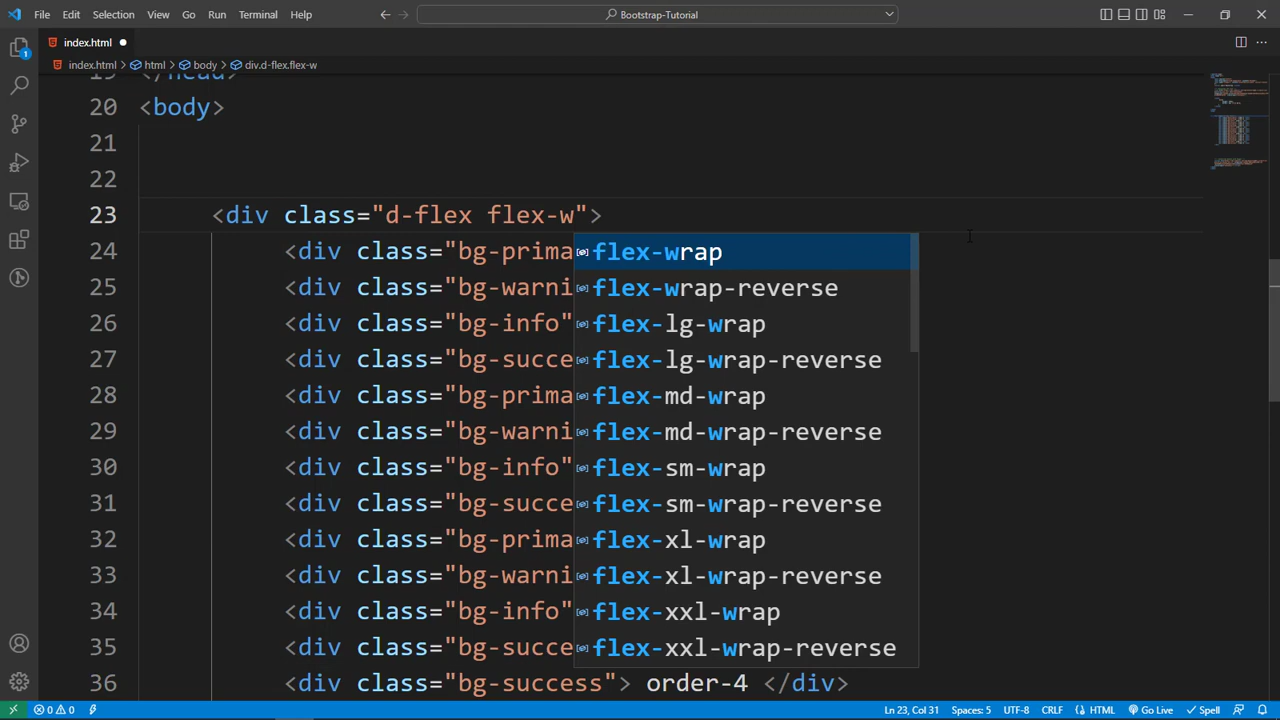 File Edit Selection View Go Run Terminal Help Bootstrap-Tutorial
index.html
index.html > html > body > div.d-flex.flex-w
19 </head>
20 <body>
21
22
23 <div class="d-flex flex-w">
24 <div class="bg-prima
25 <div class="bg-warni
26 <div class="bg-info"
27 <div class="bg-succe
28 <div class="bg-prima
29 <div class="bg-warni
30 <div class="bg-info"
31 <div class="bg-succe
32 <div class="bg-prima
33 <div class="bg-warni
34 <div class="bg-info"
35 <div class="bg-succe
36 <div class="bg-success"> order-4 </div>
flex-wrap
flex-wrap-reverse
flex-lg-wrap
flex-lg-wrap-reverse
flex-md-wrap
flex-md-wrap-reverse
flex-sm-wrap
flex-sm-wrap-reverse
flex-xl-wrap
flex-xl-wrap-reverse
flex-xxl-wrap
flex-xxl-wrap-reverse
1
0 0 Ln 23, Col 31 Spaces: 5 UTF-8 CRLF HTML Go Live Spell